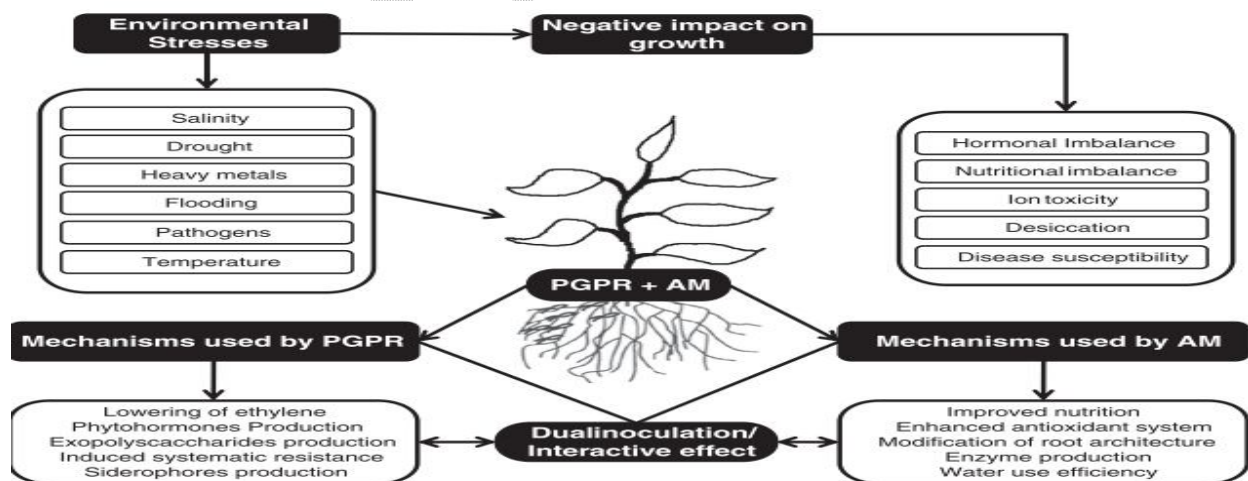 Environmental
Stresses
Negative impact on
growth
Salinity
Drought
Heavy metals
Flooding
Pathogens
Temperature
Hormonal Imbalance
Nutritional imbalance
Ion toxicity
Desiccation
Disease susceptibility
PGPR + AM
Mechanisms used by PGPR
Mechanisms used by AM
Lowering of ethylene
Phytohormones Production
Exopolyscaccharides production
Induced systematic resistance
Siderophores production
Dualinoculation/
Interactive effect
Improved nutrition
Enhanced antioxidant system
Modification of root architecture
Enzyme production
Water use efficiency